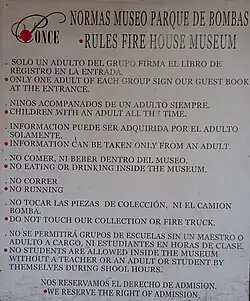 NORMAS MUSEO PARQUE DE BOMBAS
PONCE
•RULES FIRE HOUSE MUSEUM
. SOLO UN ADULTO DEL GRUPO FIRMA EL LIBRO DE
REGISTRO EN LA ENTRADA.
•ONLY ONE ADULT OF EACH GROUP SIGN OUR GUEST BOOK
AT THE ENTRANCE.
. NINOS ACOMPANADOS DE UN ADULTO SIEMPRE.
•CHILDREN WITH AN ADULT ALL THE TIME.
. INFORMACION PUEDE SER ADQUIRIDA POR EL ADULTO
SOLAMENTE.
•INFORMATION CAN BE TAKEN ONLY FROM AN ADULT.
. NO COMER, NI BEBER DENTRO DEL MUSEO.
•NO EATING OR DRINKING INSIDE THE MUSEUM.
. NO CORRER
•NO RUNNING
. NO TOCAR LAS PIEZAS DE COLECCIÓN, NI EL CAMION
BOMBA.
•DO NOT TOUCH OUR COLLECTION OR FIRE TRUCK.
. NO SE PERMITIRÁ GRUPOS DE ESCUELAS SIN UN MAESTRO O
ADULTO A CARGO, NI ESTUDIANTES EN HORAS DE CLASE.
•NO STUDENTS ARE ALLOWED INSIDE THE MUSEUM
WITHOUT A TEACHER OR AN ADULT OR STUDENT BY
THEMSELVES DURING SHOOL HOURS.
NOS RESERVAMOS EL DERECHO DE ADMISION.
•WE RESERVE THE RIGHT OF ADMISSION.